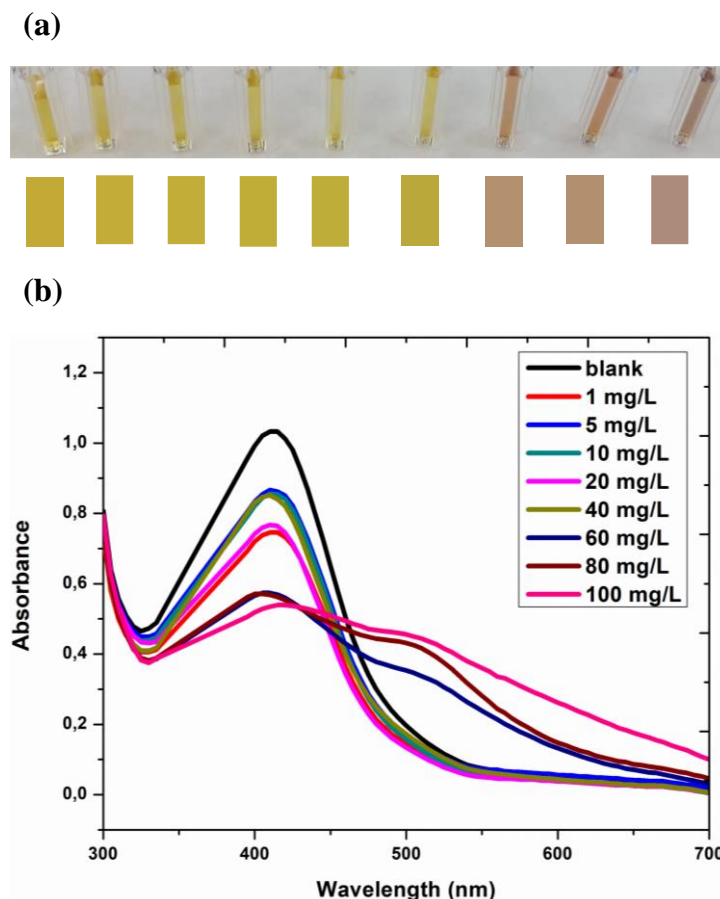 (a)
(b)
1,2
1,0
0,8
0,6
0,4
0,2
0,0
Absorbance
300
400
500
600
700
Wavelength (nm)
blank
1 mg/L
5 mg/L
10 mg/L
20 mg/L
40 mg/L
60 mg/L
80 mg/L
100 mg/L